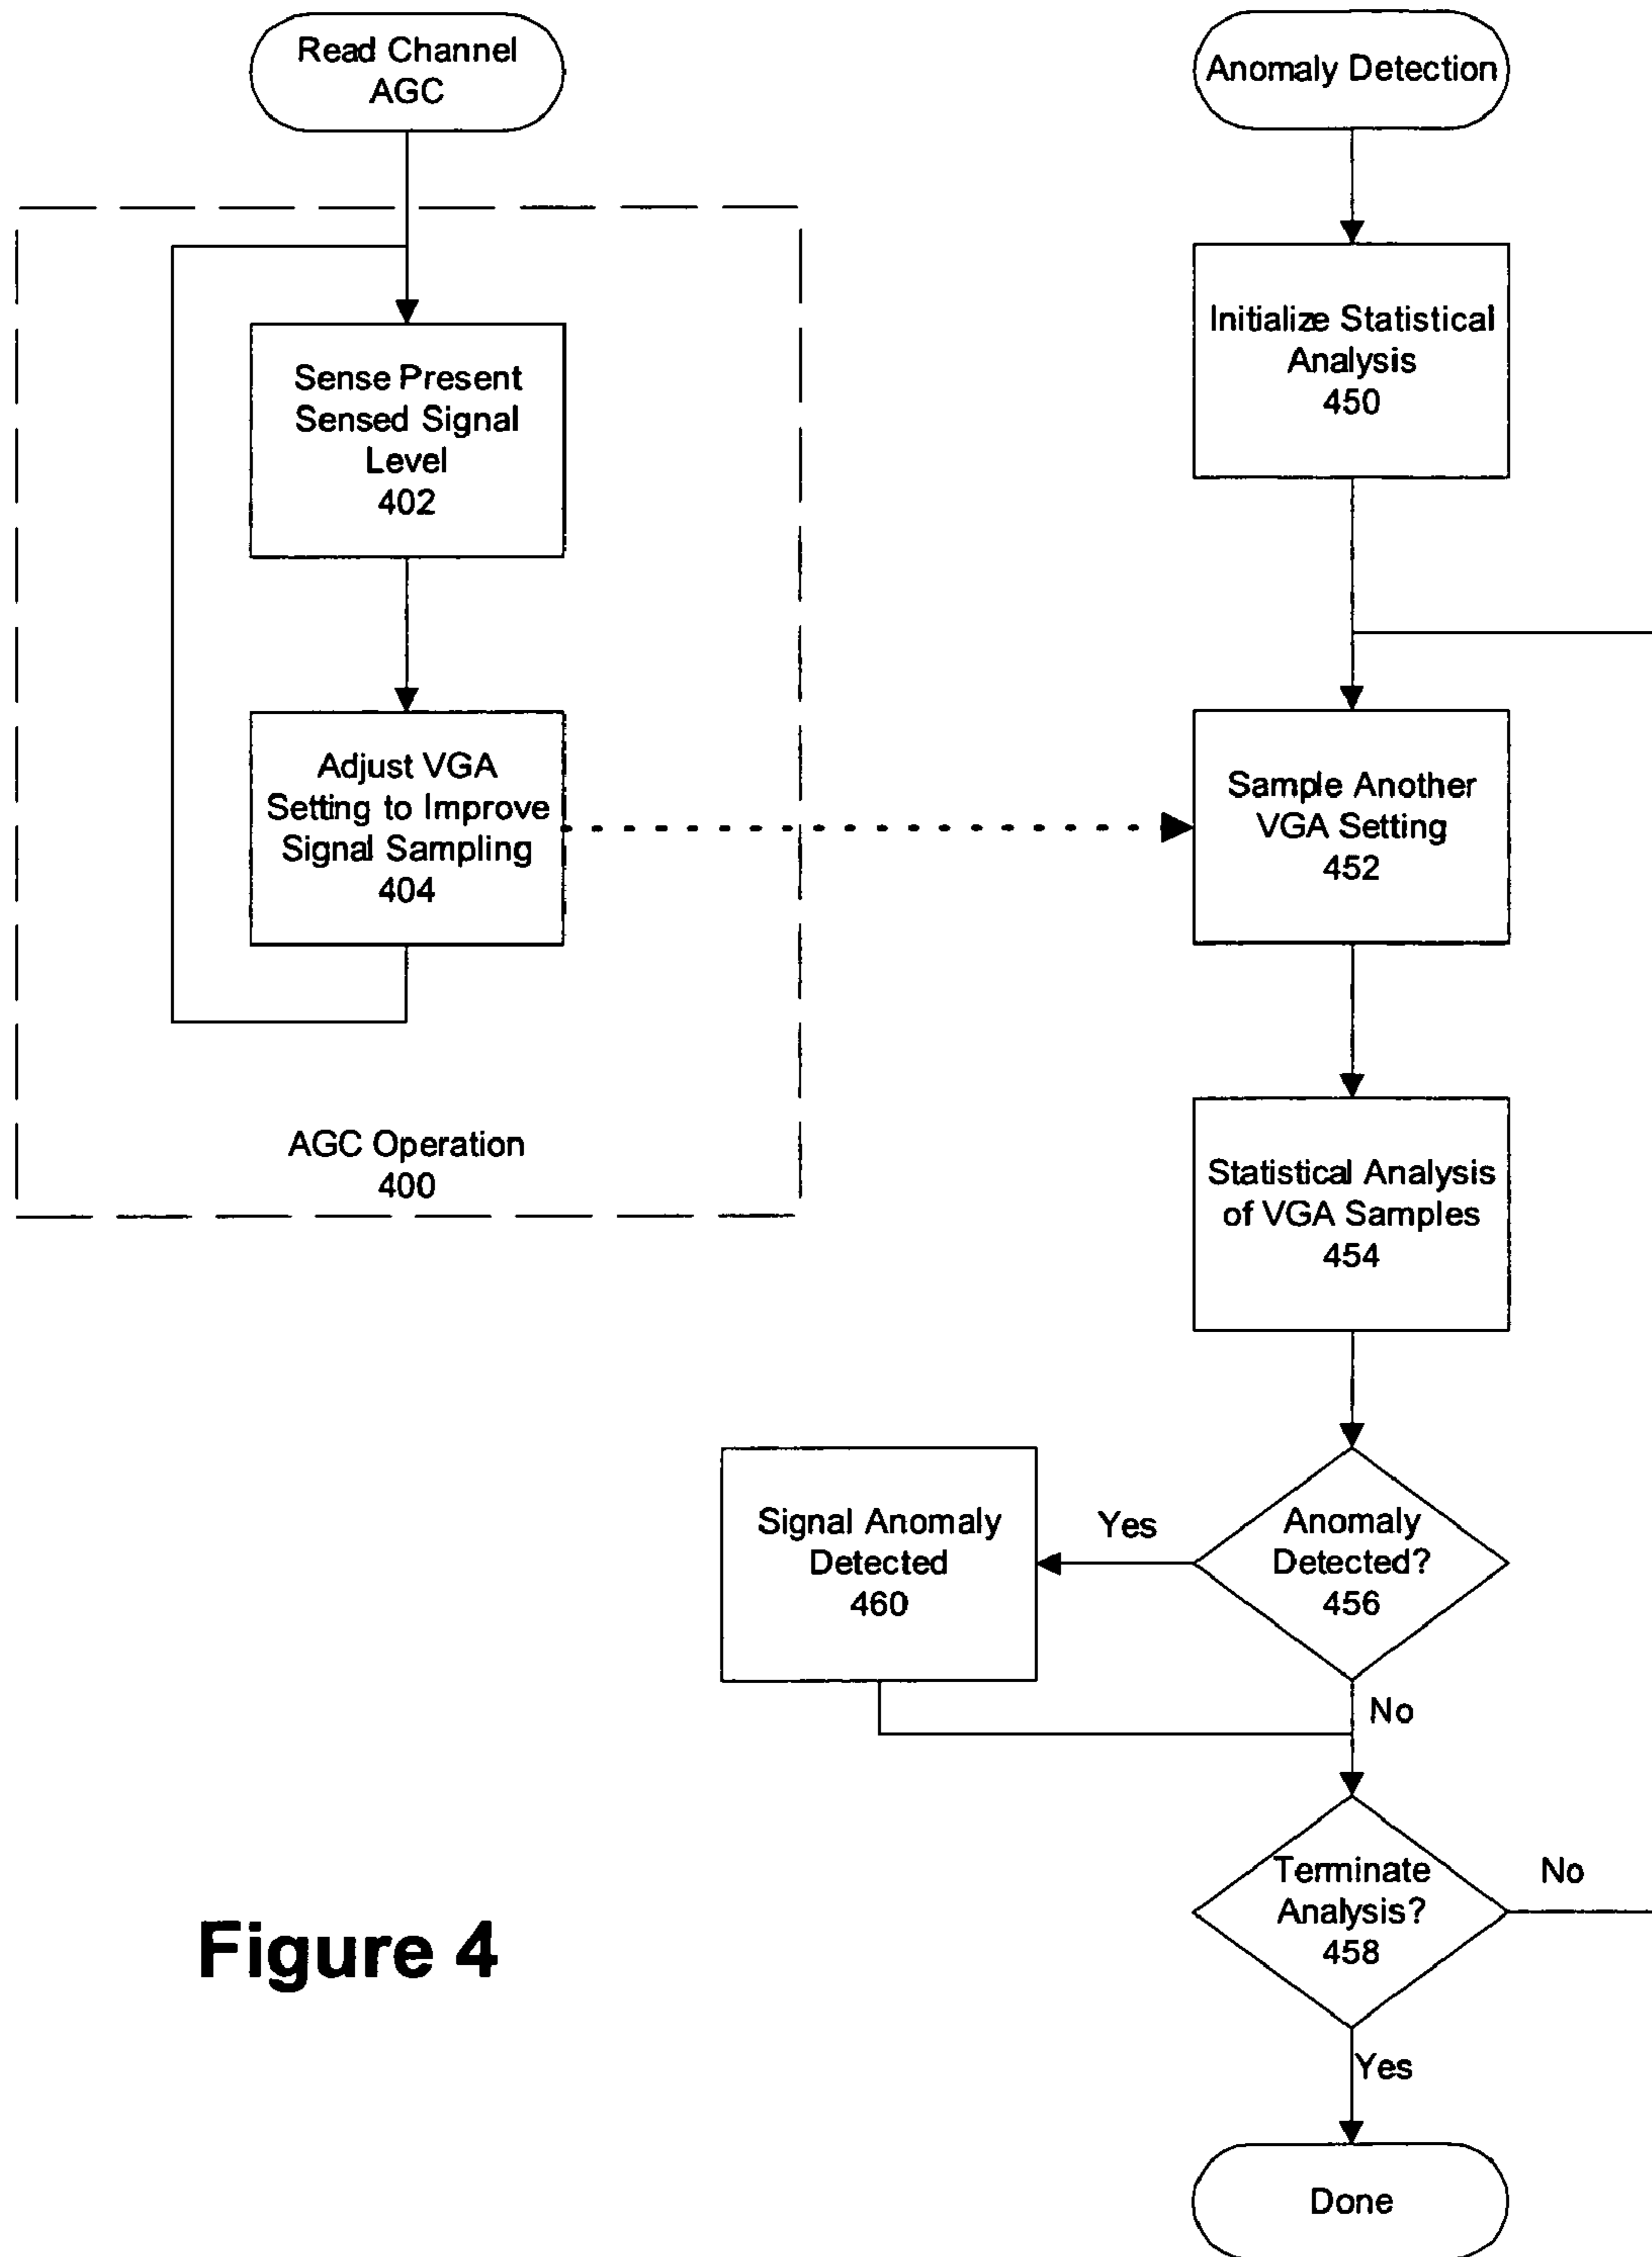 Read Channel
AGC
Sense Present
Sensed Signal
Level
402
Adjust VGA
Setting to Improve
Signal Sampling
404
AGC Operation
400
Anomaly Detection
Initialize Statistical
Analysis
450
Sample Another
VGA Setting
452
Statistical Analysis
of VGA Samples
454
Anomaly
Detected?
456
Yes
Signal Anomaly
Detected
460
No
Terminate
Analysis?
458
No
Yes
Done
Figure 4